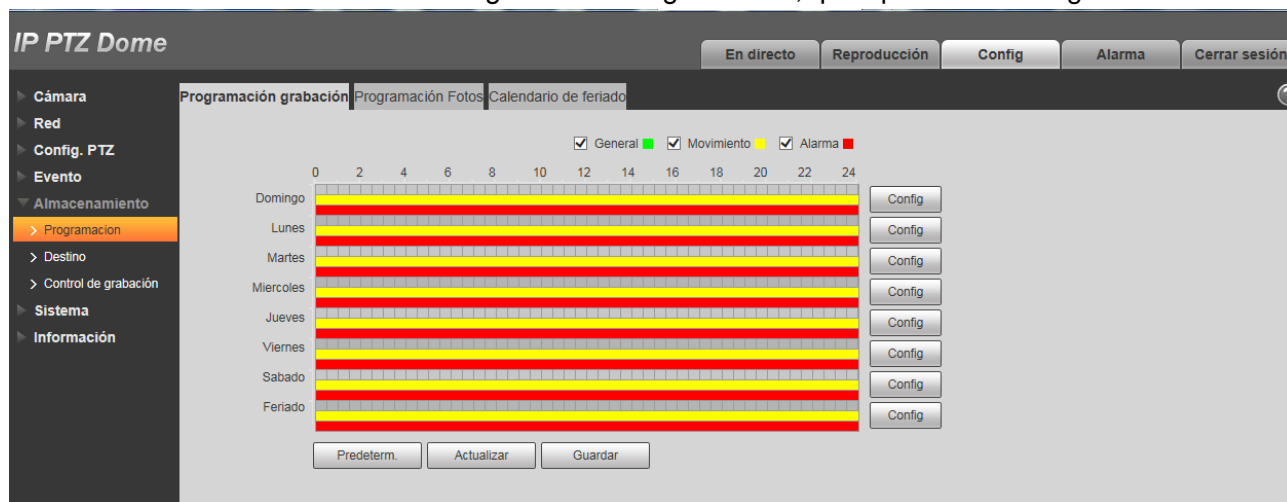 IP PTZ Dome
En directo Reproducción Config Alarma Cerrar sesión
Cámara
Red
Config. PTZ
Evento
Almacenamiento
Programacion
Destino
Control de grabación
Sistema
Información
Programación grabación Programación Fotos Calendario de feriado
General Movimiento Alarma
0 2 4 6 8 10 12 14 16 18 20 22 24
Domingo Config
Lunes Config
Martes Config
Miercoles Config
Jueves Config
Viernes Config
Sabado Config
Feriado Config
Predeterm. Actualizar Guardar